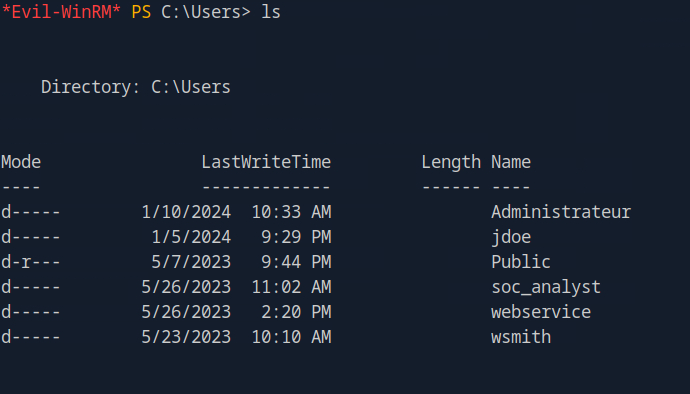 *Evil-WinRM* PS C:\Users> ls
Directory: C:\Users
Mode LastWriteTime Length Name
---- ------------- ------ ----
d----- 1/10/2024 10:33 AM Administrateur
d----- 1/5/2024 9:29 PM jdoe
d-r--- 5/7/2023 9:44 PM Public
d----- 5/26/2023 11:02 AM soc_analyst
d----- 5/26/2023 2:20 PM webservice
d----- 5/23/2023 10:10 AM wsmith